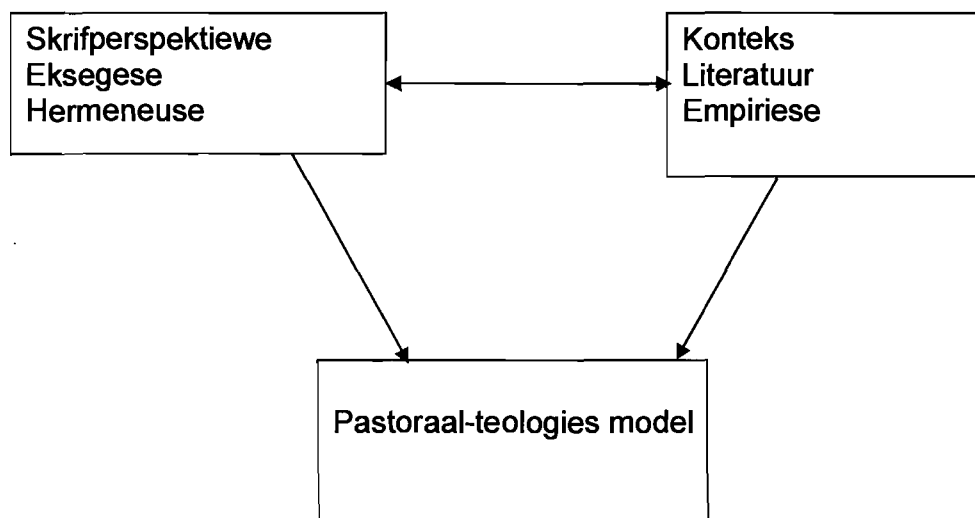 Skrifperspektiewe
Eksegese
Hermeneuse
Konteks
Literatuur
Empiriese
Pastoraal-teologies model